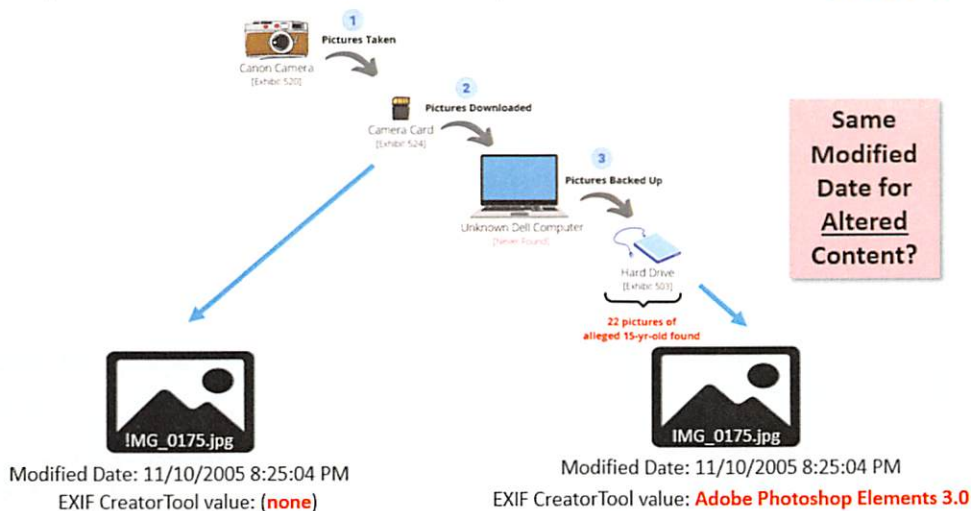 1
Pictures Taken
Canon Camera
[Exhibit 520]
2
Pictures Downloaded
Camera Card
[Exhibit 524]
3
Pictures Backed Up
Unknown Dell Computer
[Never Found]
Hard Drive
[Exhibit 503]
22 pictures of
alleged 15-yr-old found
Same
Modified
Date for
Altered
Content?
!MG_0175.jpg
Modified Date: 11/10/2005 8:25:04 PM
EXIF CreatorTool value: (none)
IMG_0175.jpg
Modified Date: 11/10/2005 8:25:04 PM
EXIF CreatorTool value: Adobe Photoshop Elements 3.0